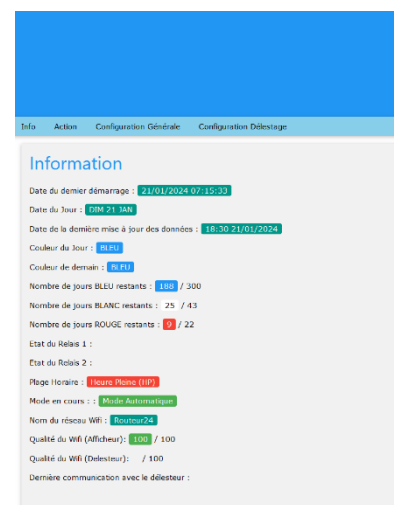 Info Action Configuration Générale Configuration Délestage
Information
Date du dernier démarrage : 21/01/2024 07:15:33
Date du Jour : DIM 21 JAN
Date de la dernière mise à jour des données : 18:30 21/01/2024
Couleur du Jour : BLEU
Couleur de demain : BLEU
Nombre de jours BLEU restants : 188 / 300
Nombre de jours BLANC restants : 25 / 43
Nombre de jours ROUGE restants : 9 / 22
Etat du Relais 1 :
Etat du Relais 2 :
Plage Horaire : Heure Pleine (HP)
Mode en cours : : Mode Automatique
Nom du réseau Wifi : Routeur24
Qualité du Wifi (Afficheur): 100 / 100
Qualité du Wifi (Delesteur): / 100
Dernière communication avec le délesteur :